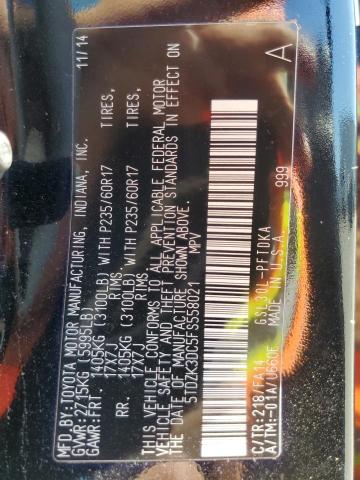 MFD. BY:TOYOTA MOTOR MANUFACTURING, INDIANA, INC. 11/14
GVWR:2715KG (5995LB)
GAWR:FRT. 1405KG (3100LB) WITH P235/60R17 TIRES,
17X7J RIMS,
RR. 1405KG (3100LB) WITH P235/60R17 TIRES,
17X7J RIMS,
THIS VEHICLE CONFORMS TO ALL APPLICABLE FEDERAL MOTOR
VEHICLE SAFETY AND THEFT PREVENTION STANDARDS IN EFFECT ON
THE DATE OF MANUFACTURE SHOWN ABOVE.
5TDZK3DC5FS558021 MPV A
999
C/TR:218/FA14 GSL30L-PFTDKA
A/TM:-01A/U660E MADE IN U.S.A.